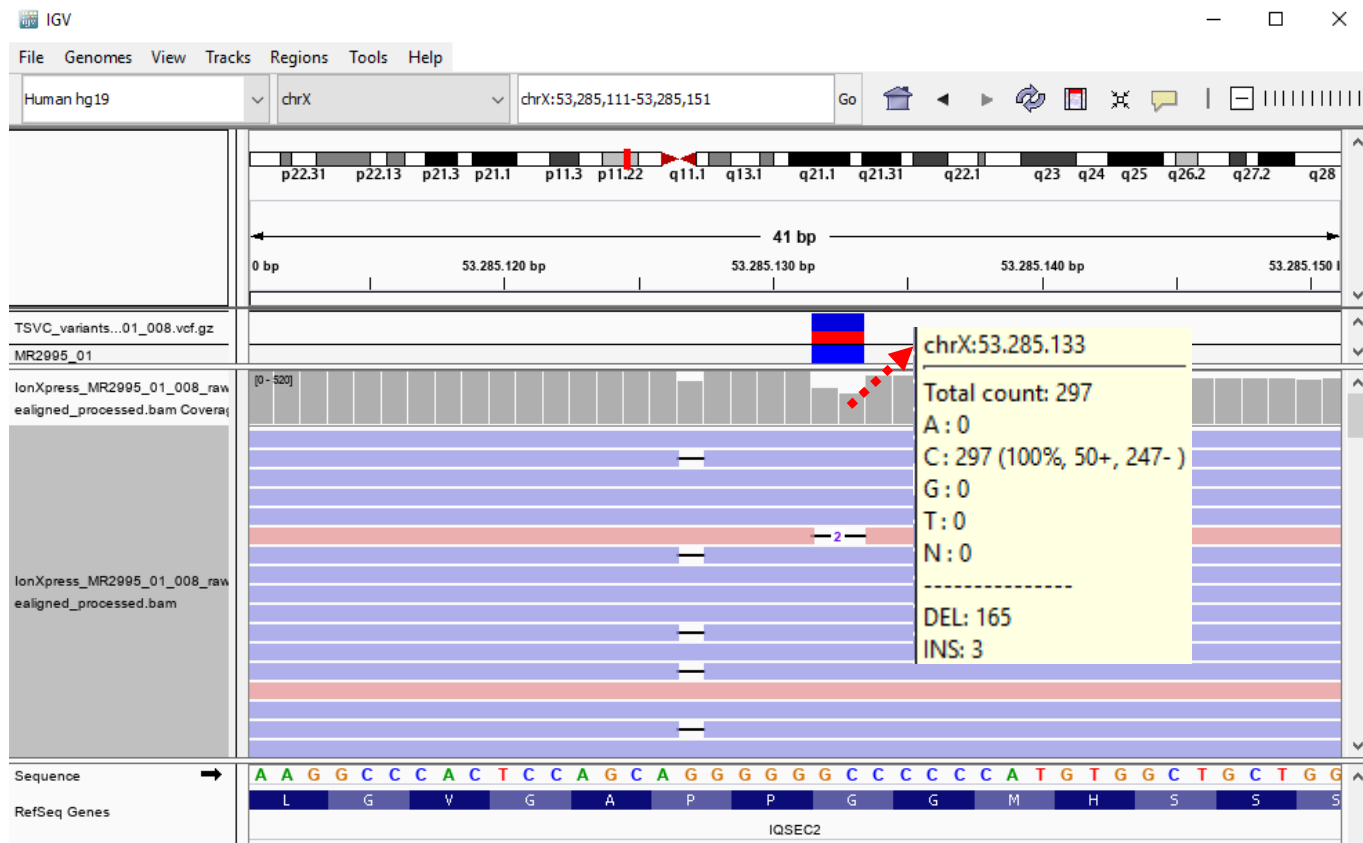 IGV
File Genomes View Tracks Regions Tools Help
Human hg19 chrX chrX:53,285,111-53,285,151 Go
p22.31 p22.13 p21.3 p21.1 p11.3 p11.22 q11.1 q13.1 q21.1 q21.31 q22.1 q23 q24 q25 q26.2 q27.2 q28
41 bp
0 bp 53.285.120 bp 53.285.130 bp 53.285.140 bp 53.285.150
TSVC_variants...01_008.vcf.gz
MR2995_01
IonXpress_MR2995_01_008_raw
ealigned_processed.bam Coverag
[0 - 520]
chrX:53.285.133
Total count: 297
A : 0
C : 297 (100%, 50+, 247- )
G : 0
T : 0
N : 0
---------------
DEL: 165
INS: 3
2
IonXpress_MR2995_01_008_raw
ealigned_processed.bam
Sequence A A G G C C C A C T C C A G C A G G G G G G C C C C C C A T G T G G C T G C T G G
RefSeq Genes L G V G A P P G G M H S S S
IQSEC2